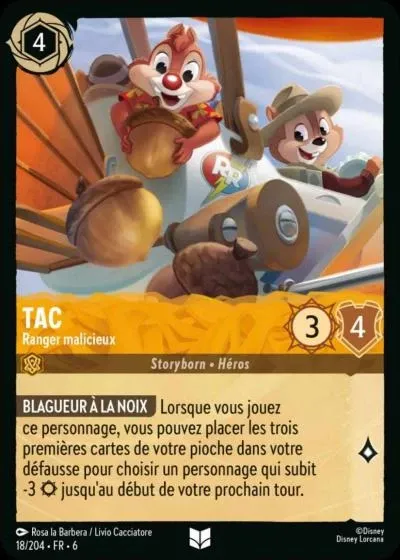 4
RR
TAC
Ranger malicieux
3
4
Storyborn • Héros
BLAGUEUR À LA NOIX Lorsque vous jouez
ce personnage, vous pouvez placer les trois
premières cartes de votre pioche dans votre
défausse pour choisir un personnage qui subit
-3 jusqu'au début de votre prochain tour.
Rosa la Barbera / Livio Cacciatore
18/204 • FR • 6
©Disney
Disney Lorcana